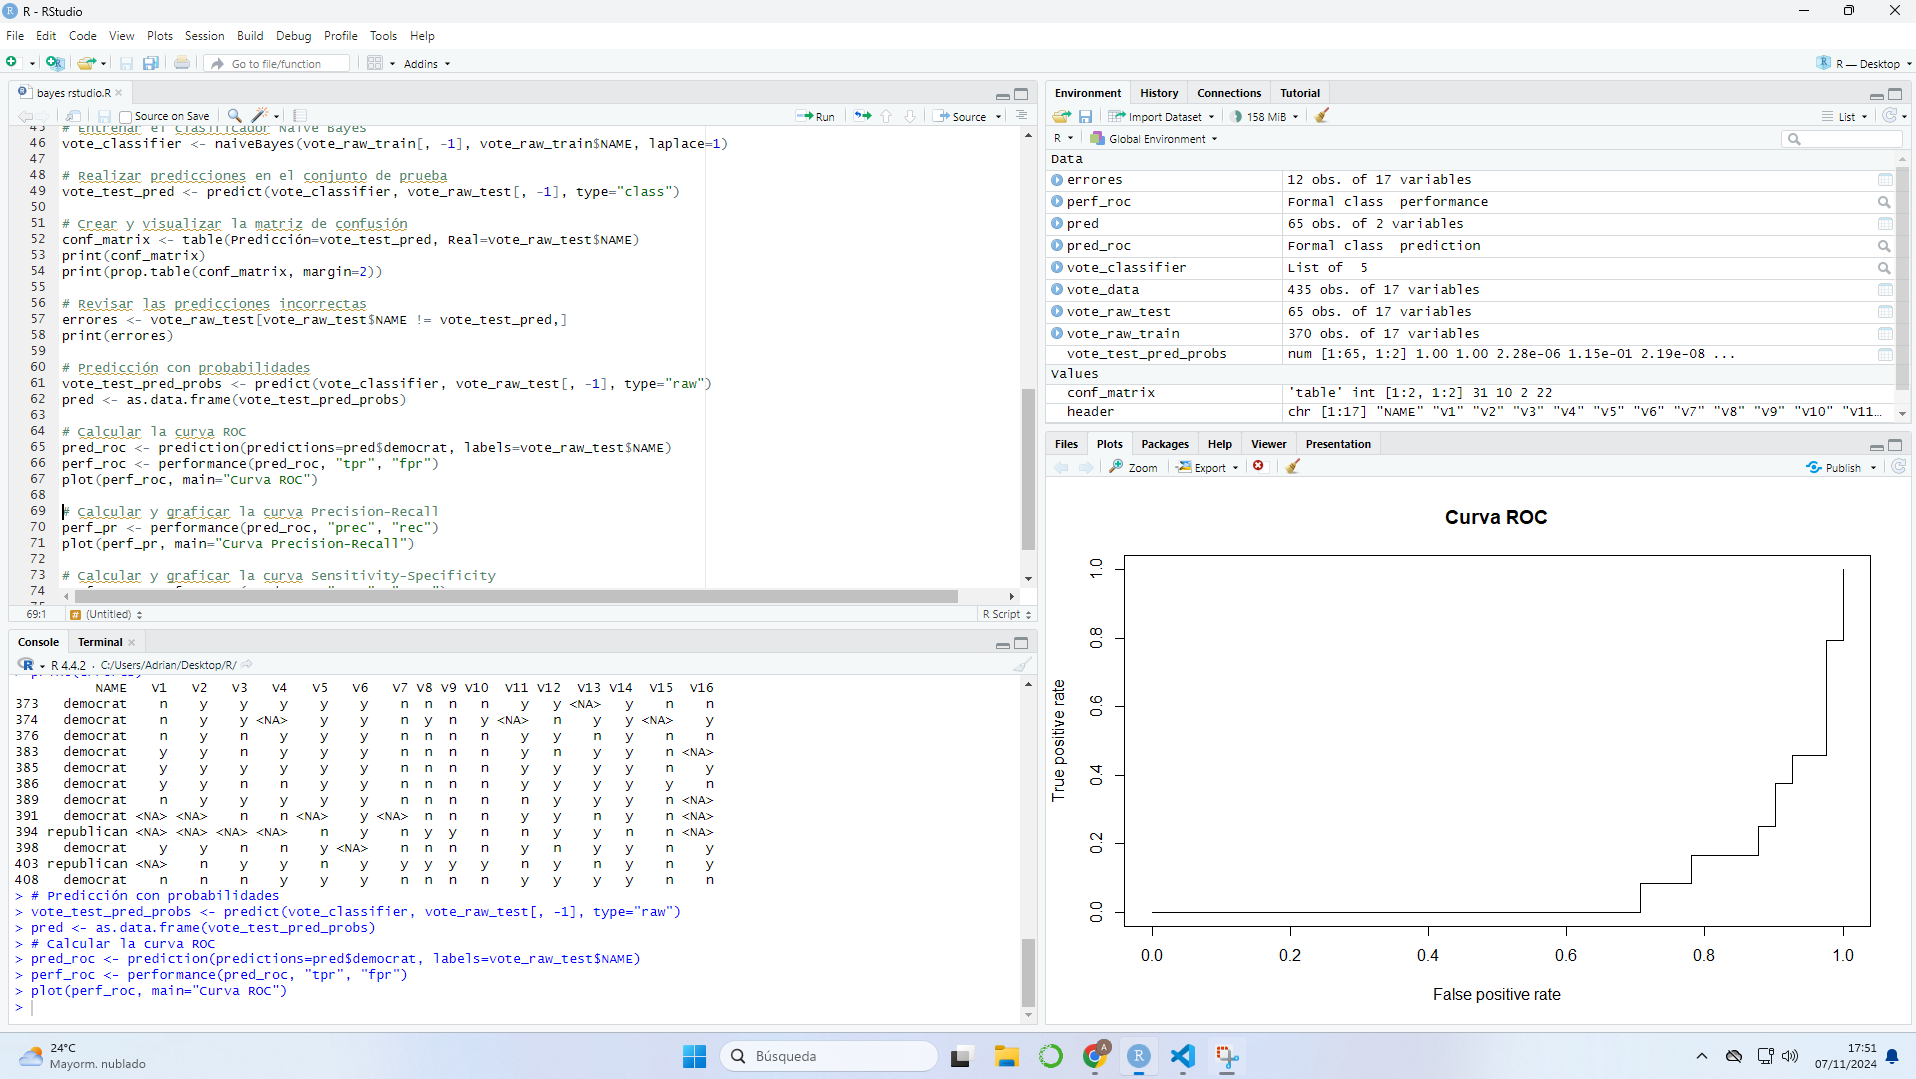 R - RStudio
File Edit Code View Plots Session Build Debug Profile Tools Help
Go to file/function Addins R — Desktop
bayes rstudio.R
Source on Save Run Source
45 # Entrenar el clasificador Naive Bayes
46 vote_classifier <- naiveBayes(vote_raw_train[, -1], vote_raw_train$NAME, laplace=1)
47
48 # Realizar predicciones en el conjunto de prueba
49 vote_test_pred <- predict(vote_classifier, vote_raw_test[, -1], type="class")
50
51 # Crear y visualizar la matriz de confusión
52 conf_matrix <- table(Predicción=vote_test_pred, Real=vote_raw_test$NAME)
53 print(conf_matrix)
54 print(prop.table(conf_matrix, margin=2))
55
56 # Revisar las predicciones incorrectas
57 errores <- vote_raw_test[vote_raw_test$NAME != vote_test_pred,]
58 print(errores)
59
60 # Predicción con probabilidades
61 vote_test_pred_probs <- predict(vote_classifier, vote_raw_test[, -1], type="raw")
62 pred <- as.data.frame(vote_test_pred_probs)
63
64 # Calcular la curva ROC
65 pred_roc <- prediction(predictions=pred$democrat, labels=vote_raw_test$NAME)
66 perf_roc <- performance(pred_roc, "tpr", "fpr")
67 plot(perf_roc, main="Curva ROC")
68
69 # Calcular y graficar la curva Precision-Recall
70 perf_pr <- performance(pred_roc, "prec", "rec")
71 plot(perf_pr, main="Curva Precision-Recall")
72
73 # Calcular y graficar la curva Sensitivity-Specificity
74
75
69:1 # (Untitled) R Script
Console Terminal
R 4.4.2 · C:/Users/Adrian/Desktop/R/
> print(errores)
NAME V1 V2 V3 V4 V5 V6 V7 V8 V9 V10 V11 V12 V13 V14 V15 V16
373 democrat n y y y y y n n n n y y <NA> y n n
374 democrat n y y <NA> y y n y n y <NA> n y y <NA> y
376 democrat n y n y y y n n n n y y n y n n
383 democrat y y n n y y n n n n y n y y n <NA>
385 democrat y y y y y y n n n n y y y y n y
386 democrat y y n n y y n n n n y y y y y n
389 democrat n y y y y y n n n n n y y y n <NA>
391 democrat <NA> <NA> n n <NA> y <NA> n n n y y n y n <NA>
394 republican <NA> <NA> <NA> <NA> n y n y y n n y y n n <NA>
398 democrat y y n n y <NA> n n n n y n y y n y
403 republican <NA> n y y n y y y y y n y n y n y
408 democrat n n n y y y n n n n y y y y n n
> # Predicción con probabilidades
> vote_test_pred_probs <- predict(vote_classifier, vote_raw_test[, -1], type="raw")
> pred <- as.data.frame(vote_test_pred_probs)
> # Calcular la curva ROC
> pred_roc <- prediction(predictions=pred$democrat, labels=vote_raw_test$NAME)
> perf_roc <- performance(pred_roc, "tpr", "fpr")
> plot(perf_roc, main="Curva ROC")
>
Environment History Connections Tutorial
Import Dataset 158 MiB List
R Global Environment
Data
errores 12 obs. of 17 variables
perf_roc Formal class performance
pred 65 obs. of 2 variables
pred_roc Formal class prediction
vote_classifier List of 5
vote_data 435 obs. of 17 variables
vote_raw_test 65 obs. of 17 variables
vote_raw_train 370 obs. of 17 variables
vote_test_pred_probs num [1:65, 1:2] 1.00 1.00 2.28e-06 1.15e-01 2.19e-08 ...
Values
conf_matrix 'table' int [1:2, 1:2] 31 10 2 22
header chr [1:17] "NAME" "V1" "V2" "V3" "V4" "V5" "V6" "V7" "V8" "V9" "V10" "V11…
Files Plots Packages Help Viewer Presentation
Zoom Export Publish
Curva ROC
True positive rate
1.0
0.8
0.6
0.4
0.2
0.0
0.0 0.2 0.4 0.6 0.8 1.0
False positive rate
24°C
Mayorm. nublado
Búsqueda
A
17:51
07/11/2024